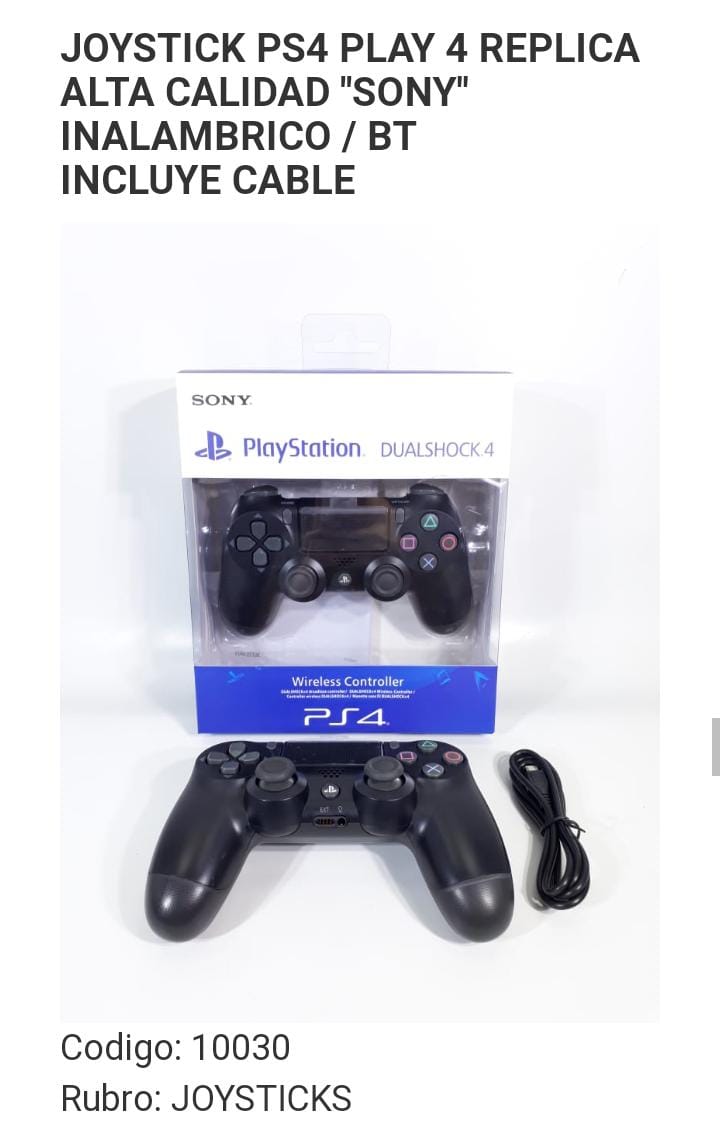 JOYSTICK PS4 PLAY 4 REPLICA
ALTA CALIDAD "SONY"
INALAMBRICO / BT
INCLUYE CABLE
SONY
PlayStation DUALSHOCK 4
Wireless Controller
PS4
EXT
Codigo: 10030
Rubro: JOYSTICKS